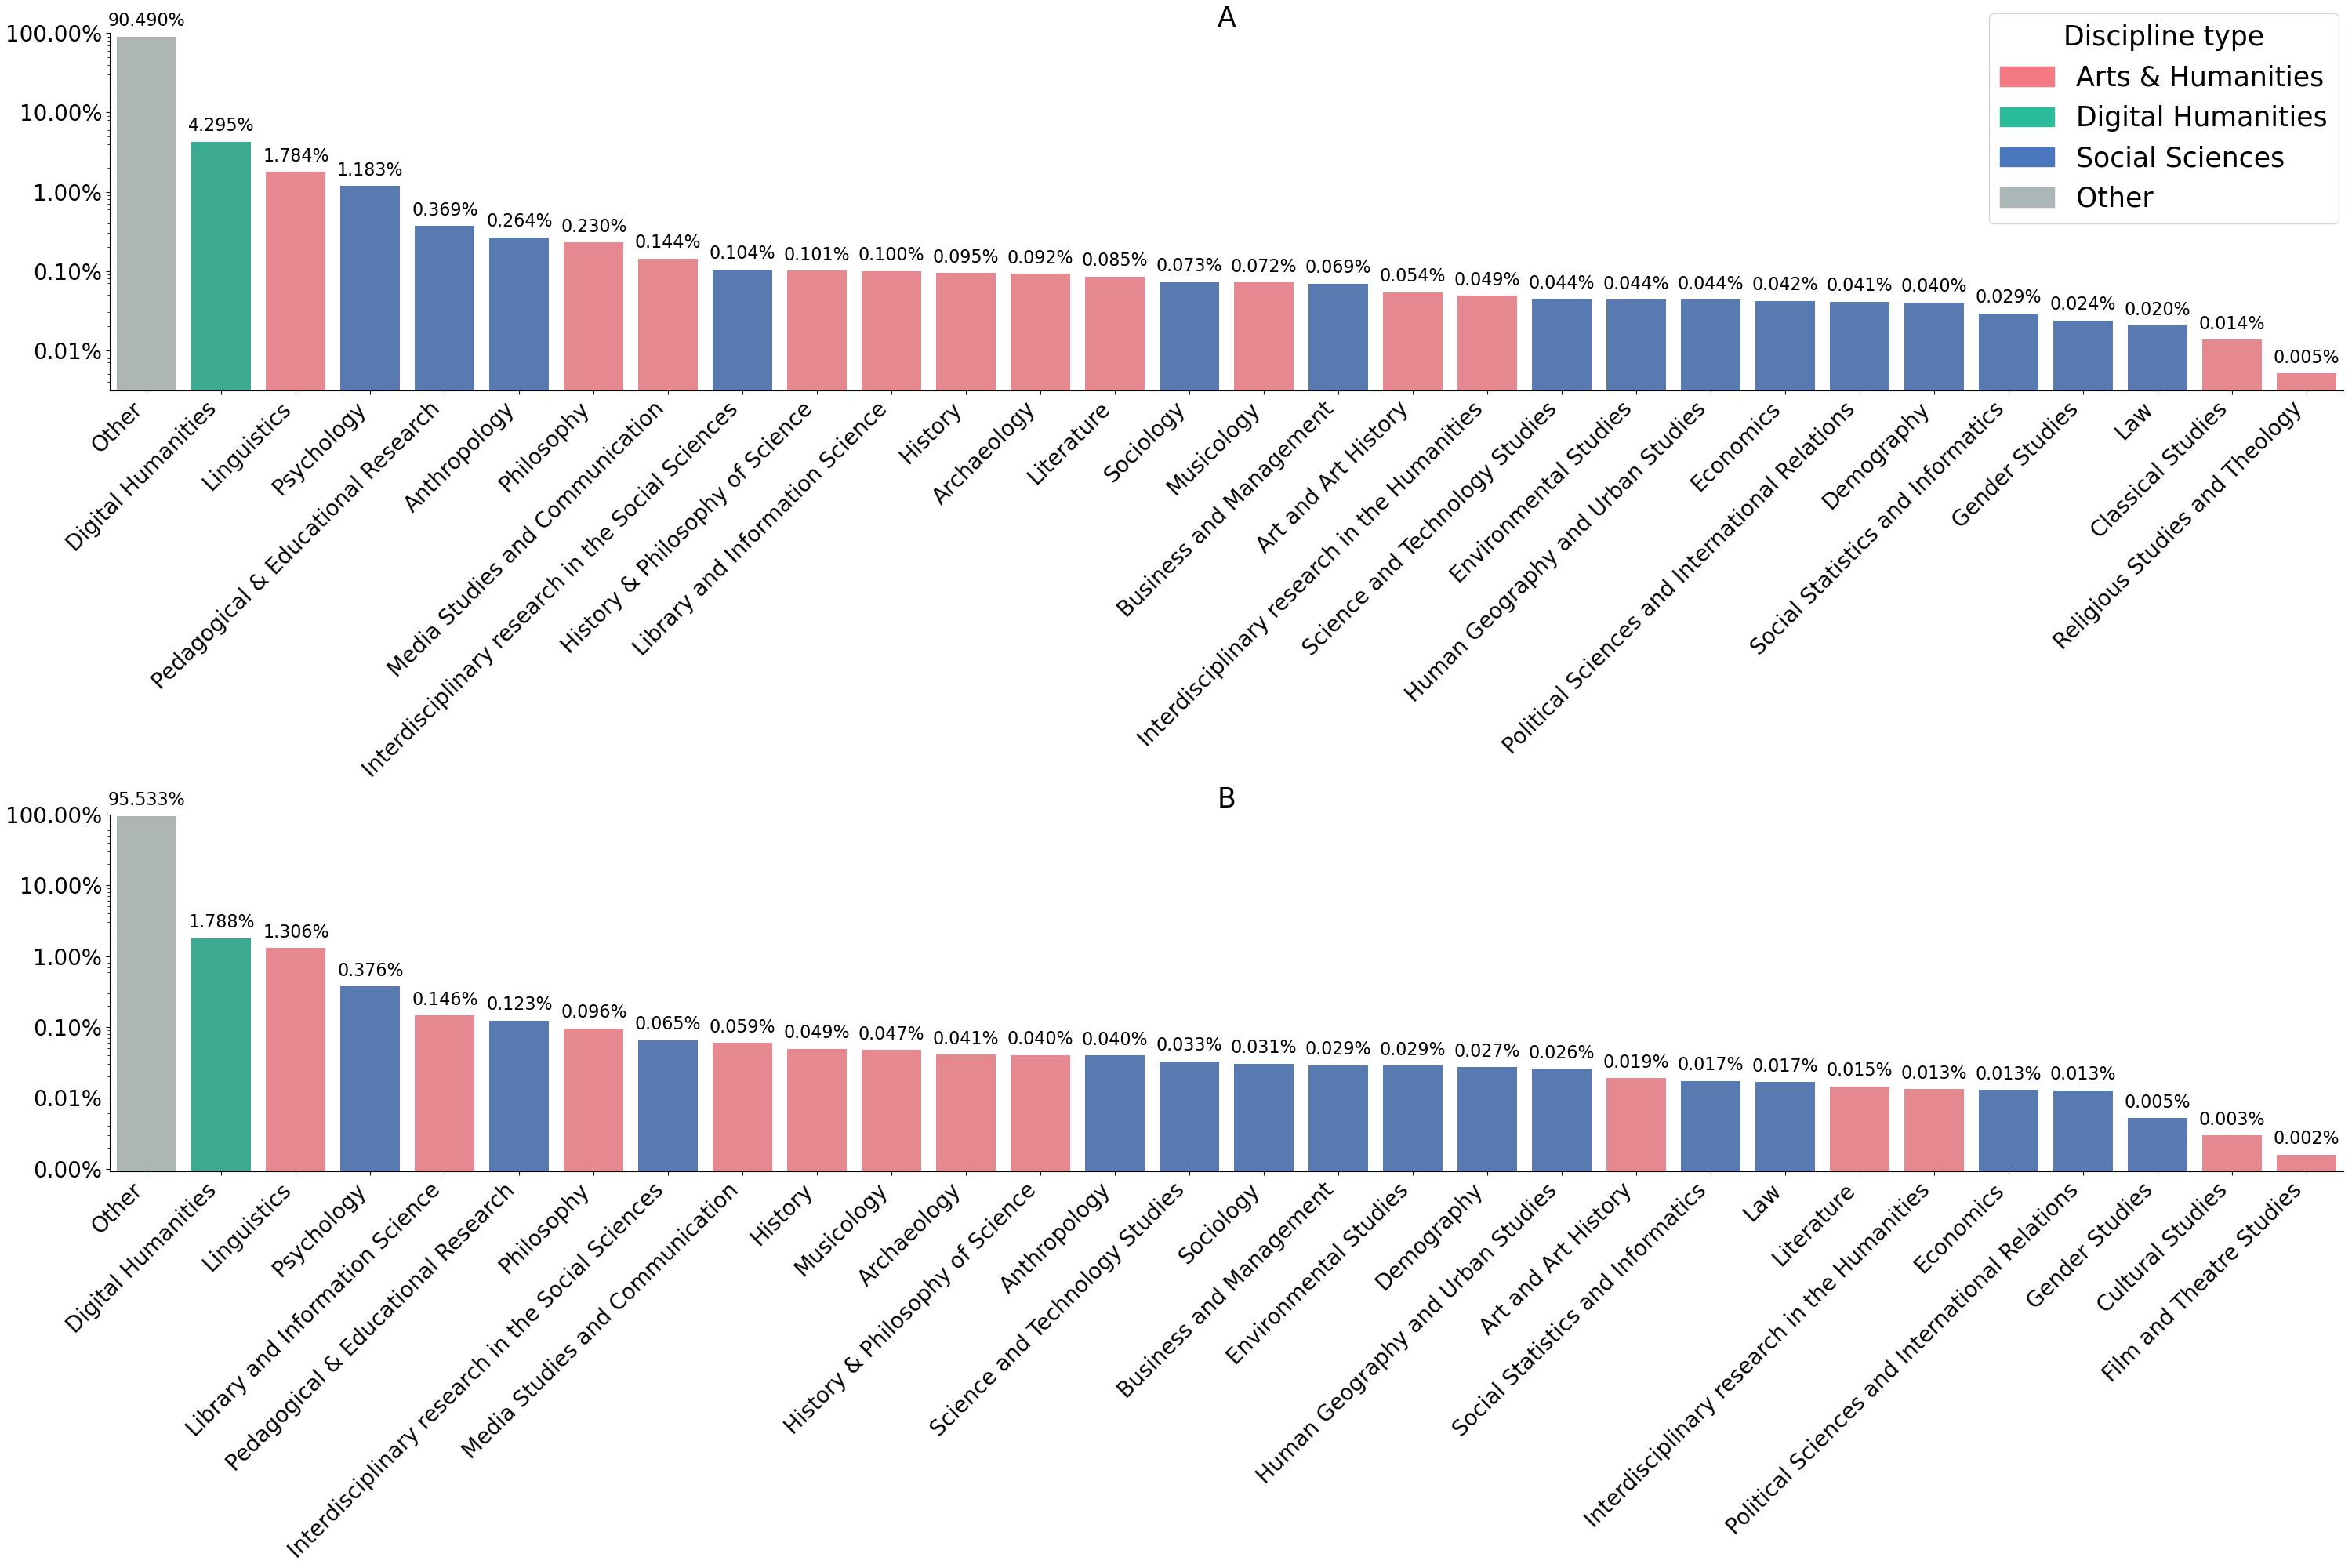 A
Discipline type
Arts & Humanities
Digital Humanities
Social Sciences
Other
100.00%
10.00%
1.00%
0.10%
0.01%
90.490%
4.295%
1.784%
1.183%
0.369%
0.264%
0.230%
0.144%
0.104%
0.101%
0.100%
0.095%
0.092%
0.085%
0.073%
0.072%
0.069%
0.054%
0.049%
0.044%
0.044%
0.044%
0.042%
0.041%
0.040%
0.029%
0.024%
0.020%
0.014%
0.005%
Other
Digital Humanities
Linguistics
Psychology
Pedagogical & Educational Research
Anthropology
Philosophy
Media Studies and Communication
Interdisciplinary research in the Social Sciences
History & Philosophy of Science
Library and Information Science
History
Archaeology
Literature
Sociology
Musicology
Business and Management
Art and Art History
Interdisciplinary research in the Humanities
Science and Technology Studies
Environmental Studies
Human Geography and Urban Studies
Economics
Political Sciences and International Relations
Demography
Social Statistics and Informatics
Gender Studies
Law
Classical Studies
Religious Studies and Theology
B
100.00%
10.00%
1.00%
0.10%
0.01%
0.00%
95.533%
1.788%
1.306%
0.376%
0.146%
0.123%
0.096%
0.065%
0.059%
0.049%
0.047%
0.041%
0.040%
0.040%
0.033%
0.031%
0.029%
0.029%
0.027%
0.026%
0.019%
0.017%
0.017%
0.015%
0.013%
0.013%
0.013%
0.005%
0.003%
0.002%
Other
Digital Humanities
Linguistics
Psychology
Library and Information Science
Pedagogical & Educational Research
Philosophy
Interdisciplinary research in the Social Sciences
Media Studies and Communication
History
Musicology
Archaeology
History & Philosophy of Science
Anthropology
Science and Technology Studies
Sociology
Business and Management
Environmental Studies
Demography
Human Geography and Urban Studies
Art and Art History
Social Statistics and Informatics
Law
Literature
Interdisciplinary research in the Humanities
Economics
Political Sciences and International Relations
Gender Studies
Cultural Studies
Film and Theatre Studies